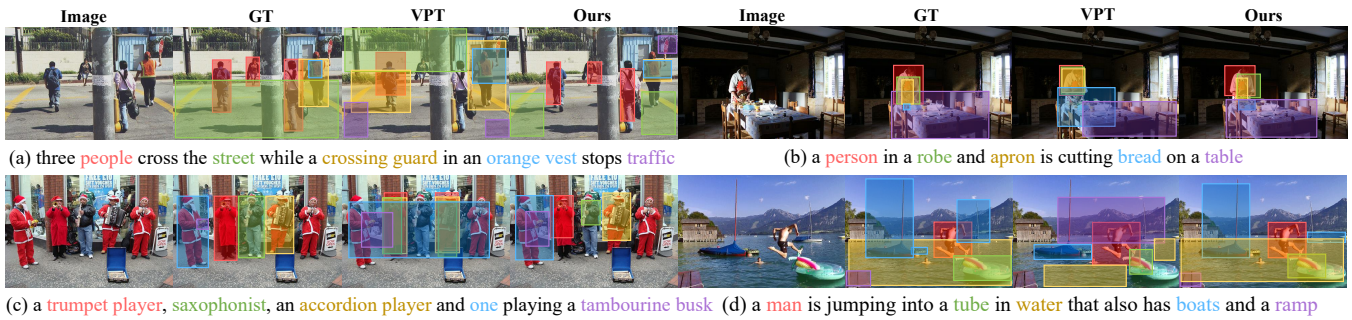 Image GT VPT Ours Image GT VPT Ours
(a) three people cross the street while a crossing guard in an orange vest stops traffic
(b) a person in a robe and apron is cutting bread on a table
(c) a trumpet player, saxophonist, an accordion player and one playing a tambourine busk
(d) a man is jumping into a tube in water that also has boats and a ramp